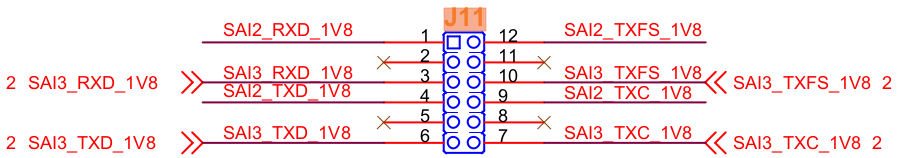 J11
SAI2_RXD_1V8 1 12 SAI2_TXFS_1V8
2 11
2 SAI3_RXD_1V8 SAI3_RXD_1V8 3 10 SAI3_TXFS_1V8 SAI3_TXFS_1V8 2
SAI2_TXD_1V8 4 9 SAI2_TXC_1V8
5 8
2 SAI3_TXD_1V8 SAI3_TXD_1V8 6 7 SAI3_TXC_1V8 SAI3_TXC_1V8 2